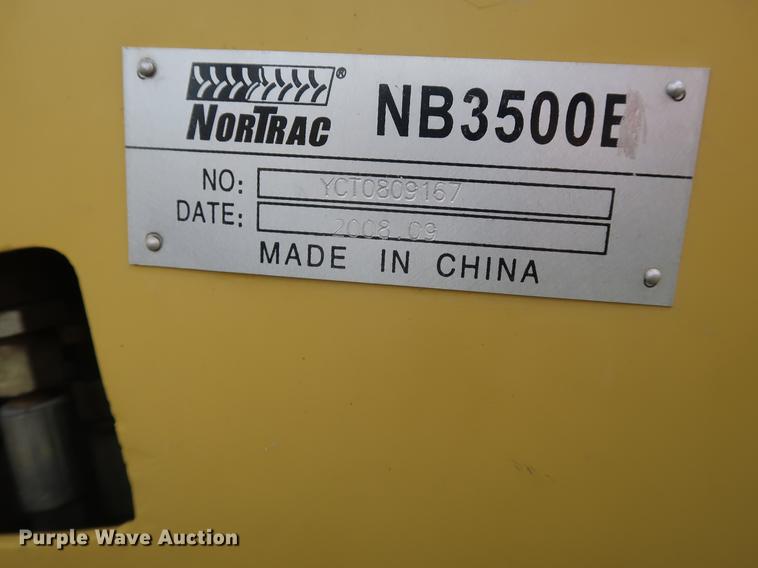 NORTRAC® NB3500E
NO: YCT0809167
DATE: 2008.09
MADE IN CHINA
Purple Wave Auction